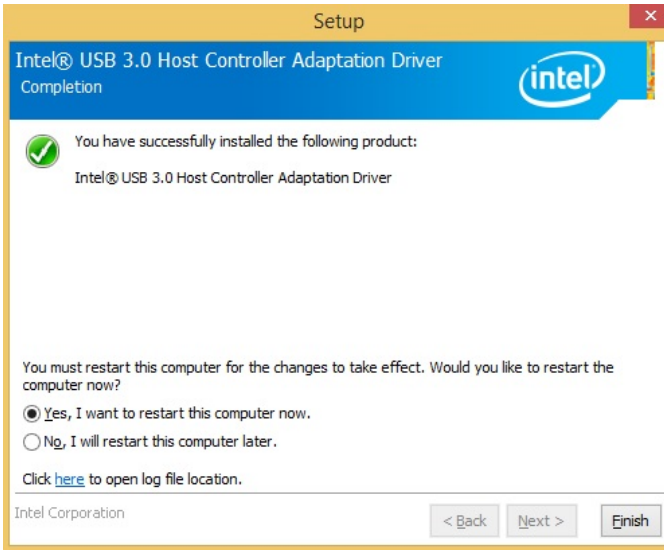 Setup
Intel® USB 3.0 Host Controller Adaptation Driver
Completion
intel
You have successfully installed the following product:
Intel® USB 3.0 Host Controller Adaptation Driver
You must restart this computer for the changes to take effect. Would you like to restart the
computer now?
Yes, I want to restart this computer now.
No, I will restart this computer later.
Click here to open log file location.
Intel Corporation
< Back
Next >
Finish